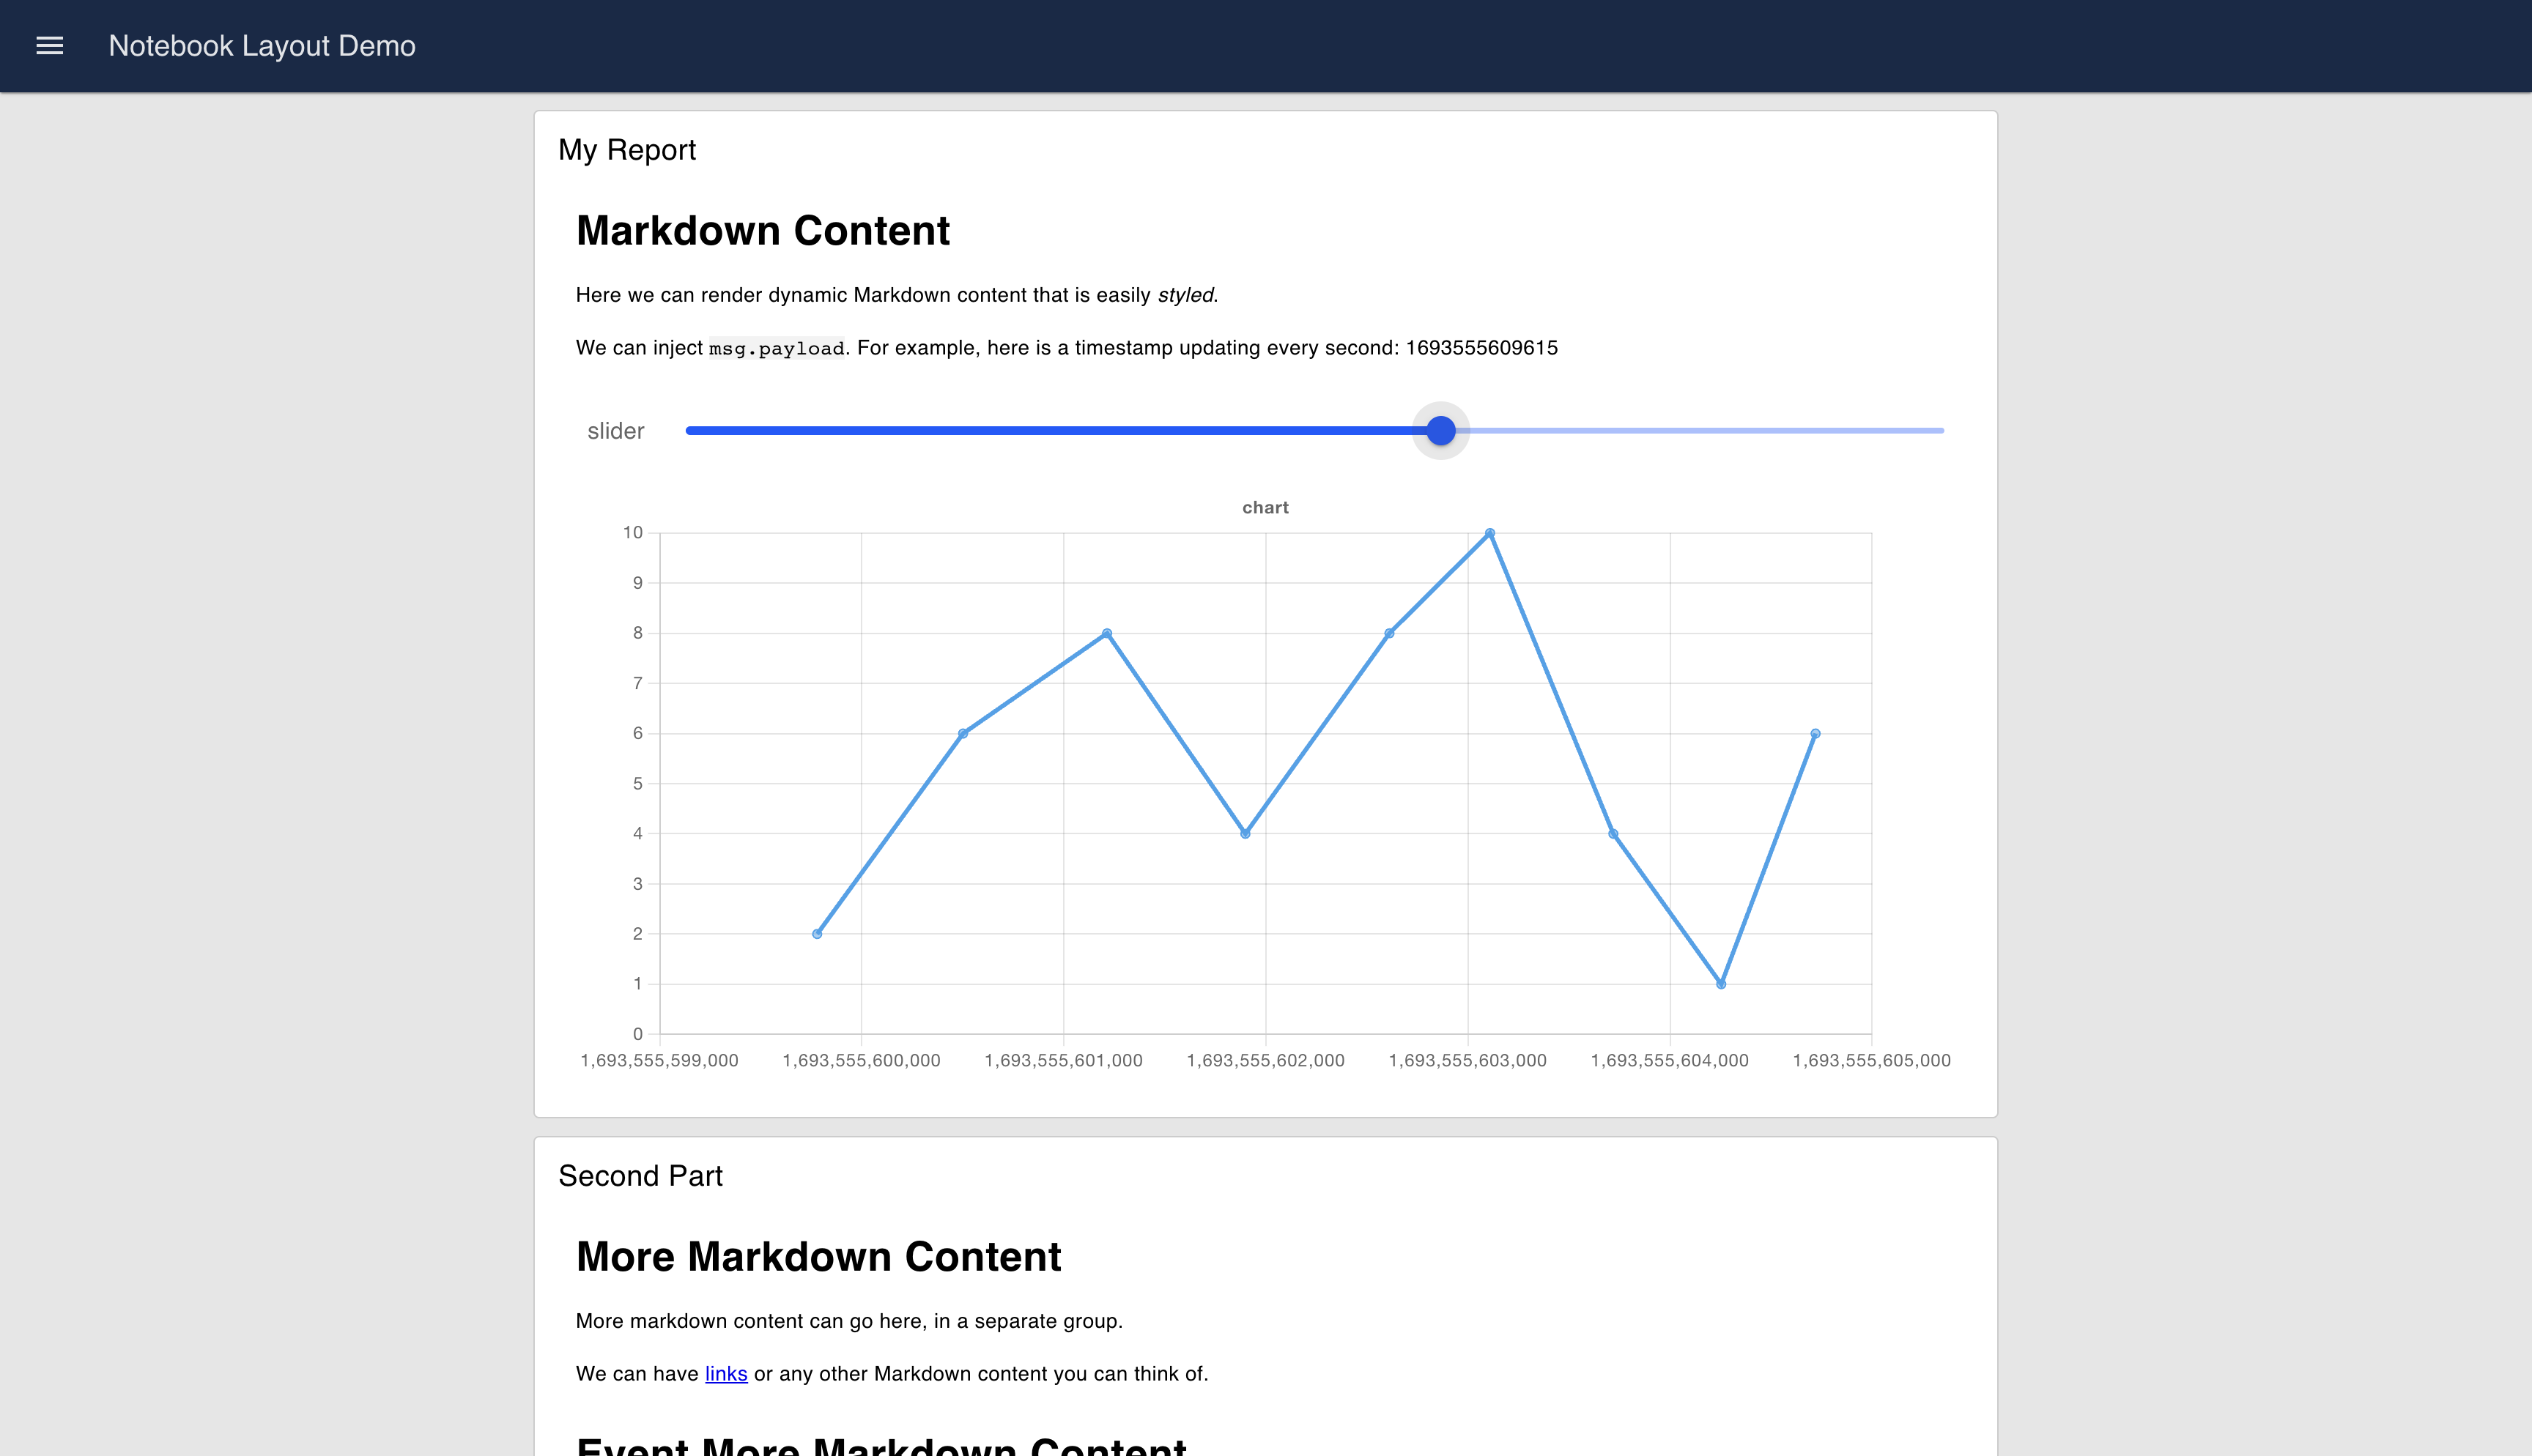 Notebook Layout Demo
My Report
Markdown Content
Here we can render dynamic Markdown content that is easily styled.
We can inject msg.payload. For example, here is a timestamp updating every second: 1693555609615
slider
chart
10
9
8
7
6
5
4
3
2
1
0
1,693,555,599,000 1,693,555,600,000 1,693,555,601,000 1,693,555,602,000 1,693,555,603,000 1,693,555,604,000 1,693,555,605,000
Second Part
More Markdown Content
More markdown content can go here, in a separate group.
We can have links or any other Markdown content you can think of.
Event More Markdown Content